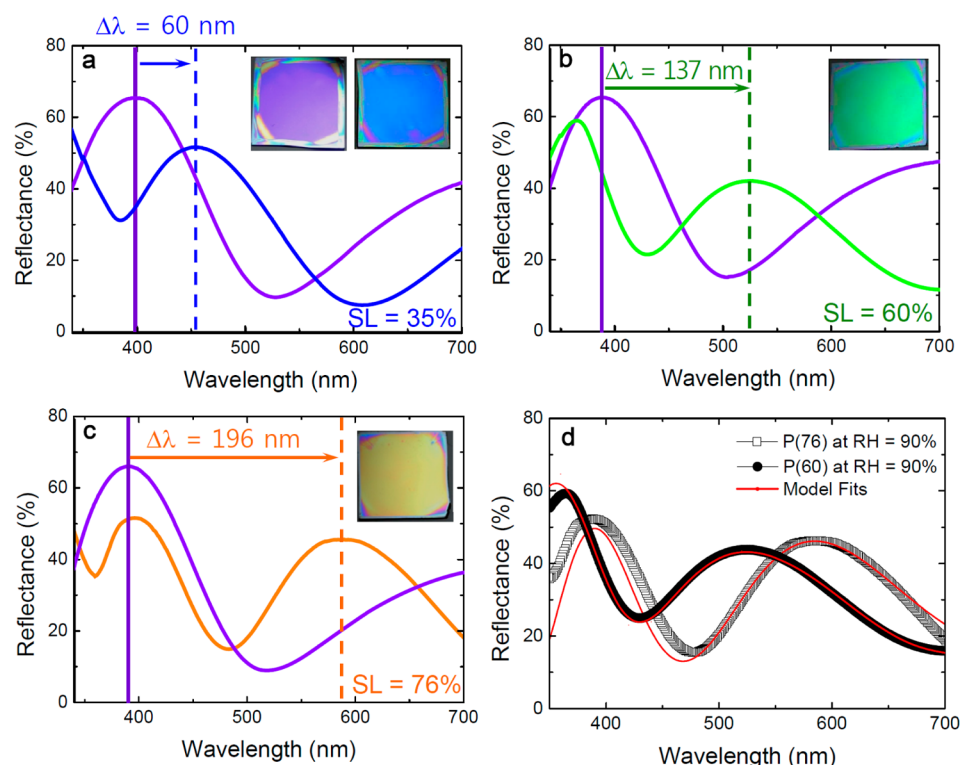 Δλ = 60 nm
a
80
60
40
20
0
Reflectance (%)
SL = 35%
400
500
600
700
Wavelength (nm)
b
Δλ = 137 nm
80
60
40
20
0
Reflectance (%)
SL = 60%
400
500
600
700
Wavelength (nm)
c
Δλ = 196 nm
80
60
40
20
0
Reflectance (%)
SL = 76%
400
500
600
700
Wavelength (nm)
d
P(76) at RH = 90%
P(60) at RH = 90%
Model Fits
80
60
40
20
0
Reflectance (%)
400
500
600
700
Wavelength (nm)